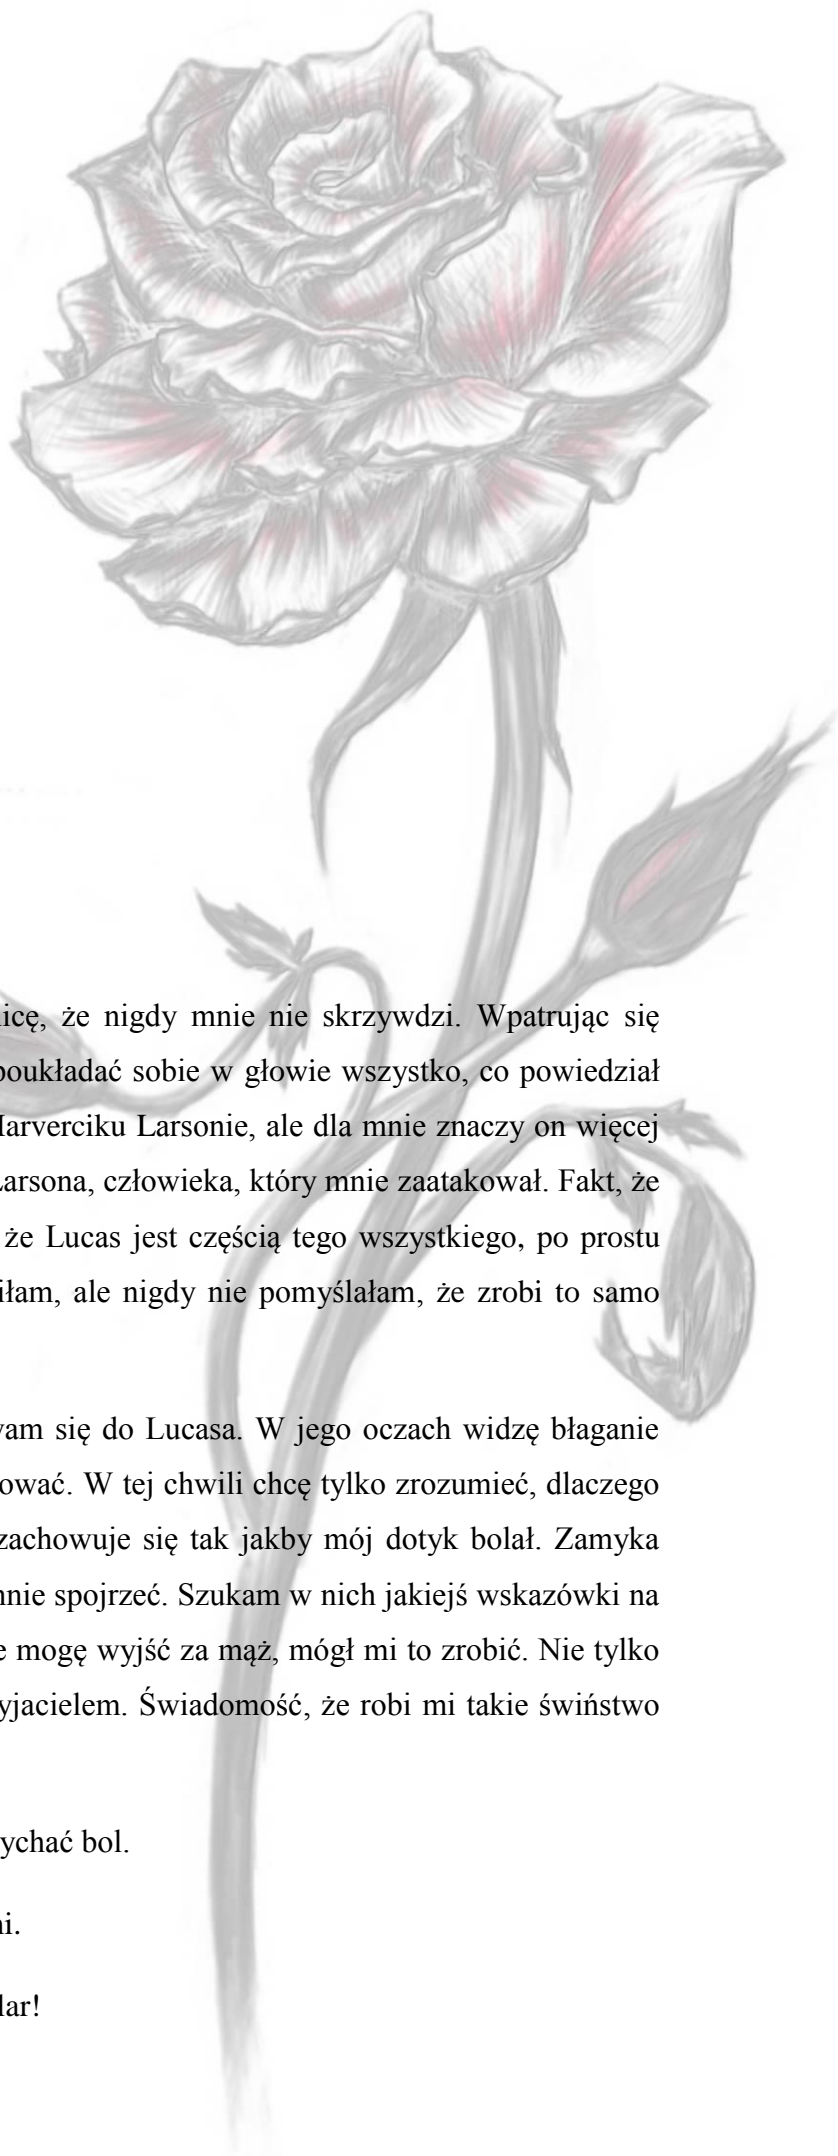 nicę, że nigdy mnie nie skrzywdzi. Wpatrując się
poukładać sobie w głowie wszystko, co powiedział
Marverciku Larsonie, ale dla mnie znaczy on więcej
Larsona, człowieka, który mnie zaatakował. Fakt, że
że Lucas jest częścią tego wszystkiego, po prostu
iłam, ale nigdy nie pomyślałam, że zrobi to samo
wam się do Lucasa. W jego oczach widzę błaganie
ować. W tej chwili chcę tylko zrozumieć, dlaczego
zachowuje się tak jakby mój dotyk bolał. Zamyka
mnie spojrzeć. Szukam w nich jakiejś wskazówki na
e mogę wyjść za mąż, mógł mi to zrobić. Nie tylko
yjacielem. Świadomość, że robi mi takie świństwo
ychać bol.
ni.
lar!